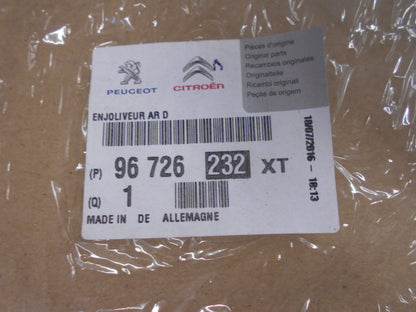 PEUGEOT
CITROËN
Pièces d'origine
Original parts
Recambios originales
Originalteile
Ricambi originali
Peças de origem
ENJOLIVEUR AR D
(P) 96 726 232 XT
(Q) 1
MADE IN DE ALLEMAGNE
18/07/2016 - 18:13